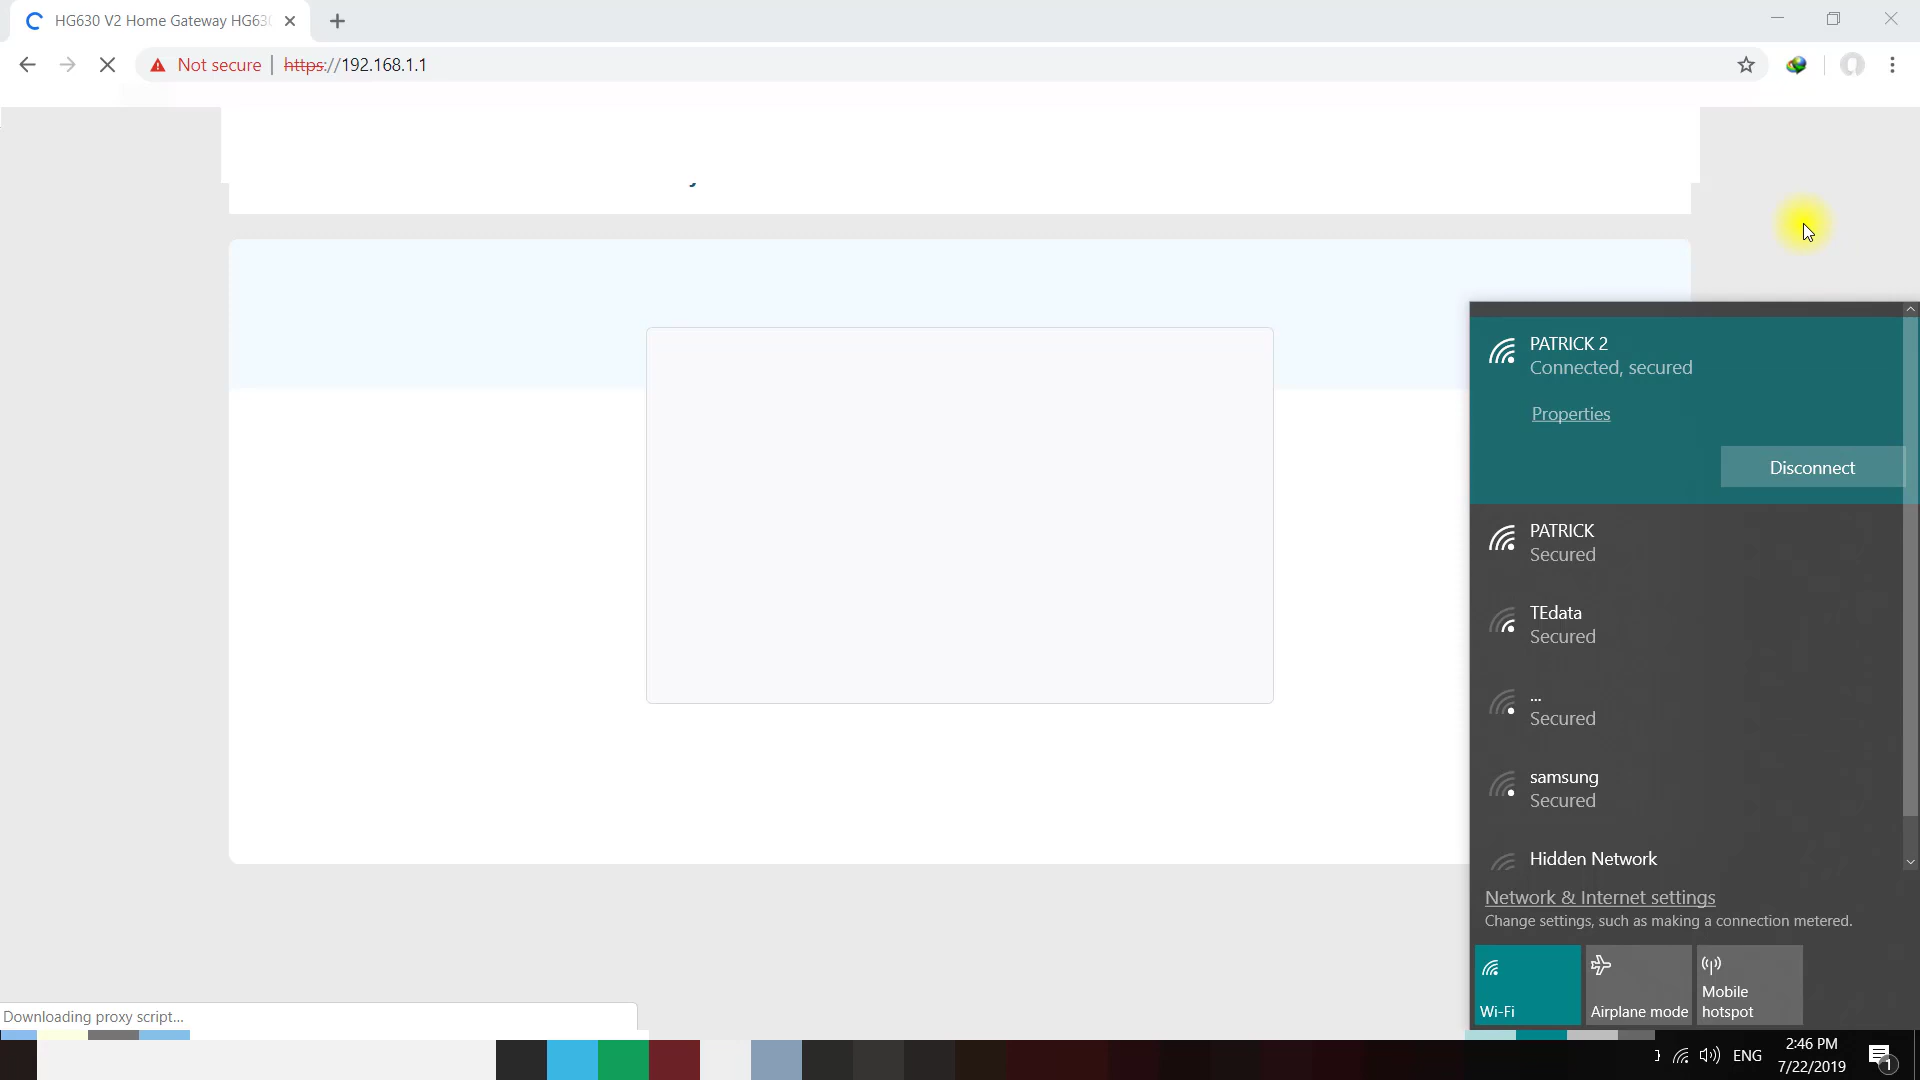 HG630 V2 Home Gateway HG630
Not secure
https://192.168.1.1
PATRICK 2
Connected, secured
Properties
Disconnect
PATRICK
Secured
TEdata
Secured
...
Secured
samsung
Secured
Hidden Network
Network & Internet settings
Change settings, such as making a connection metered.
Wi-Fi
Airplane mode
Mobile
hotspot
Downloading proxy script...
ENG
2:46 PM
7/22/2019
1